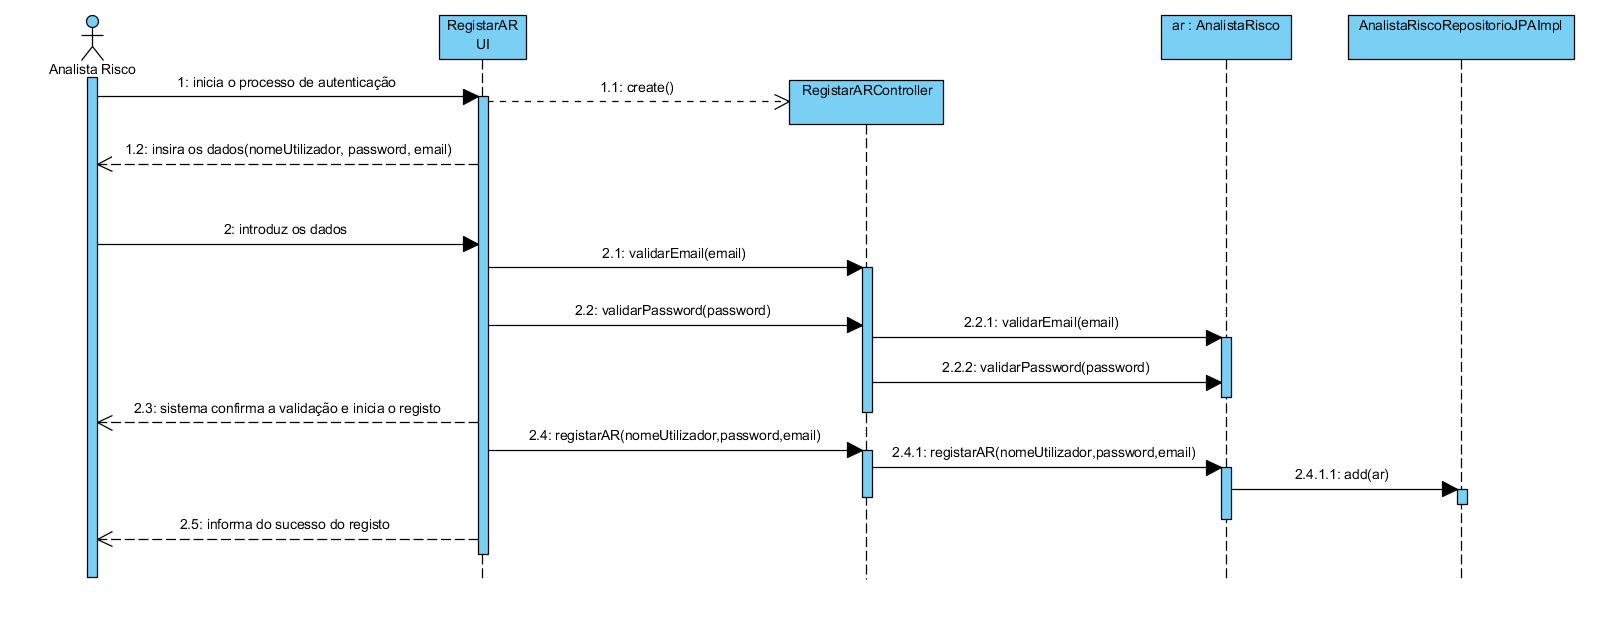 RegistarAR
UI
ar : AnalistaRisco
AnalistaRiscoRepositorioJPAImpl
Analista Risco
1: inicia o processo de autenticação
1.1: create()
RegistarARController
1.2: insira os dados(nomeUtilizador, password, email)
2: introduz os dados
2.1: validarEmail(email)
2.2: validarPassword(password)
2.2.1: validarEmail(email)
2.2.2: validarPassword(password)
2.3: sistema confirma a validação e inicia o registo
2.4: registarAR(nomeUtilizador,password,email)
2.4.1: registarAR(nomeUtilizador,password,email)
2.4.1.1: add(ar)
2.5: informa do sucesso do registo